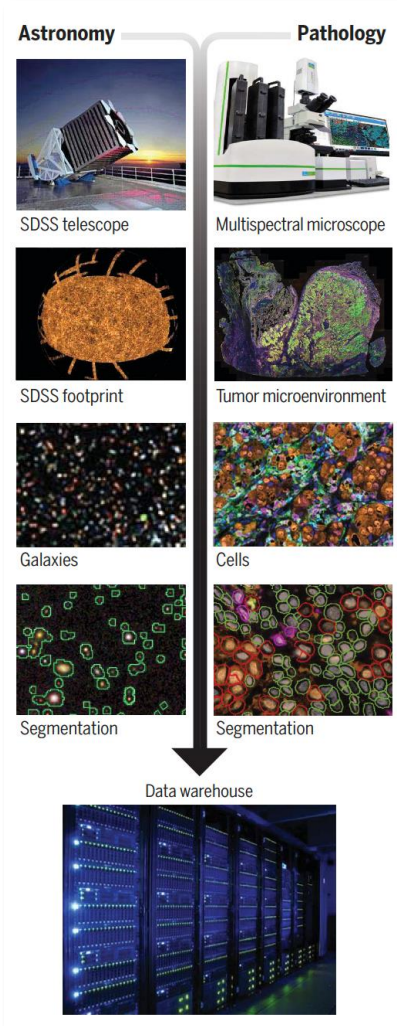 Astronomy
Pathology
SDSS telescope
Multispectral microscope
SDSS footprint
Tumor microenvironment
Galaxies
Cells
Segmentation
Segmentation
Data warehouse